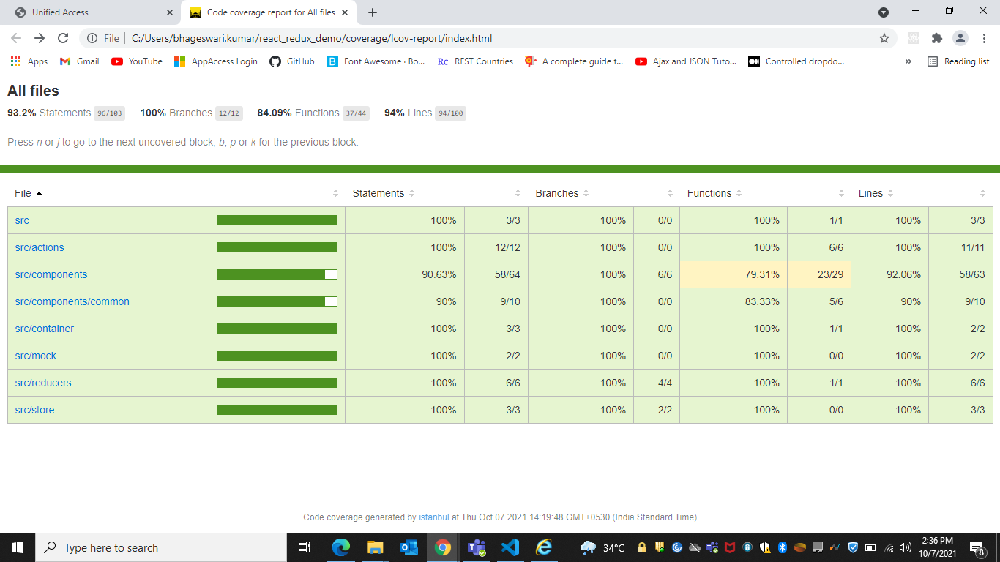 Unified Access
Code coverage report for All files
File
C:/Users/bhageswari.kumar/react_redux_demo/coverage/lcov-report/index.html
Apps Gmail YouTube AppAccess Login GitHub Font Awesome · Bo... Rc REST Countries A complete guide t... Ajax and JSON Tuto... Controlled dropdo... » Reading list
All files
93.2% Statements 96/103 100% Branches 12/12 84.09% Functions 37/44 94% Lines 94/100
Press n or j to go to the next uncovered block, b, p or k for the previous block.
File Statements Branches Functions Lines
src 100% 3/3 100% 0/0 100% 1/1 100% 3/3
src/actions 100% 12/12 100% 0/0 100% 6/6 100% 11/11
src/components 90.63% 58/64 100% 6/6 79.31% 23/29 92.06% 58/63
src/components/common 90% 9/10 100% 0/0 83.33% 5/6 90% 9/10
src/container 100% 3/3 100% 0/0 100% 1/1 100% 2/2
src/mock 100% 2/2 100% 0/0 100% 0/0 100% 2/2
src/reducers 100% 6/6 100% 4/4 100% 1/1 100% 6/6
src/store 100% 3/3 100% 2/2 100% 0/0 100% 3/3
Code coverage generated by istanbul at Thu Oct 07 2021 14:19:48 GMT+0530 (India Standard Time)
Type here to search
34°C
2:36 PM
10/7/2021
8